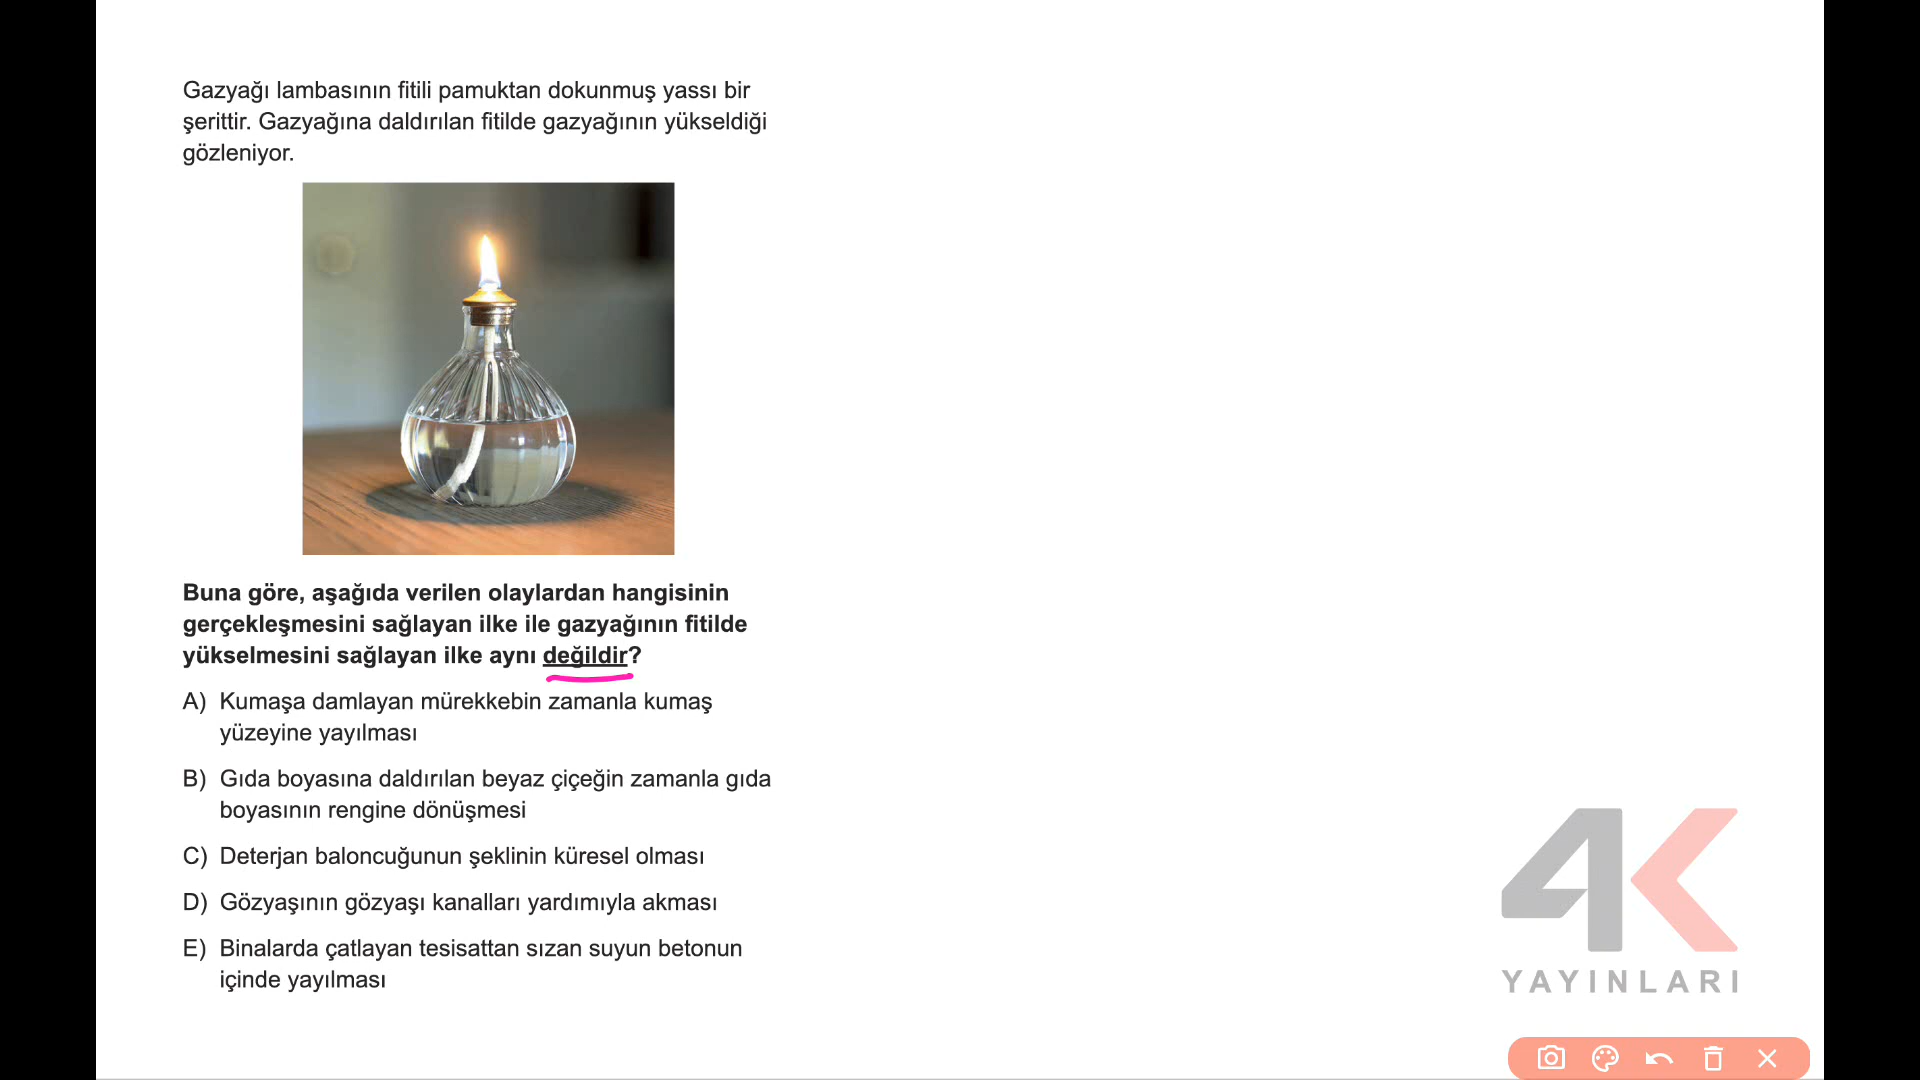 Gazyağı lambasının fitili pamuktan dokunmuş yassı bir
şerittir. Gazyağına daldırılan fitilde gazyağının yükseldiği
gözleniyor.
Buna göre, aşağıda verilen olaylardan hangisinin
gerçekleşmesini sağlayan ilke ile gazyağının fitilde
yükselmesini sağlayan ilke aynı değildir?
A) Kumaşa damlayan mürekkebin zamanla kumaş
yüzeyine yayılması
B) Gıda boyasına daldırılan beyaz çiçeğin zamanla gıda
boyasının rengine dönüşmesi
C) Deterjan baloncuğunun şeklinin küresel olması
D) Gözyaşının gözyaşı kanalları yardımıyla akması
E) Binalarda çatlayan tesisattan sızan suyun betonun
içinde yayılması
4K
YAYINLARI